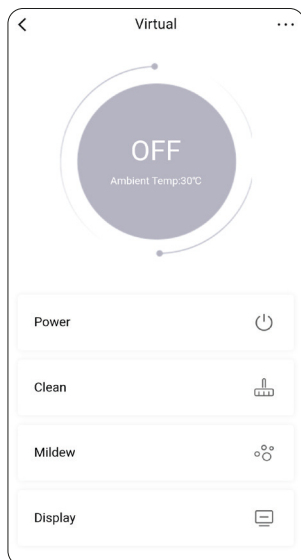 Virtual
OFF
Ambient Temp:30℃
Power
Clean
Mildew
Display